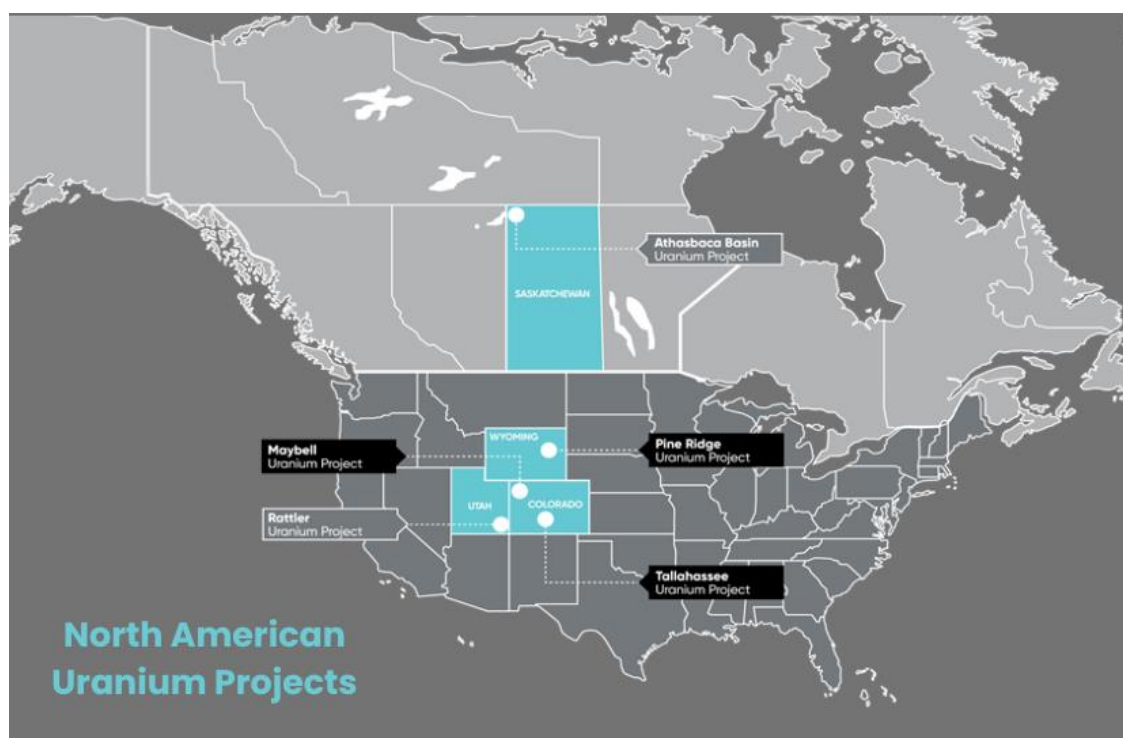 Athasbaca Basin
Uranium Project
SASKATCHEWAN
WYOMING
Maybell
Uranium Project
Pine Ridge
Uranium Project
UTAH
COLORADO
Rattler
Uranium Project
Tallahassee
Uranium Project
North American
Uranium Projects